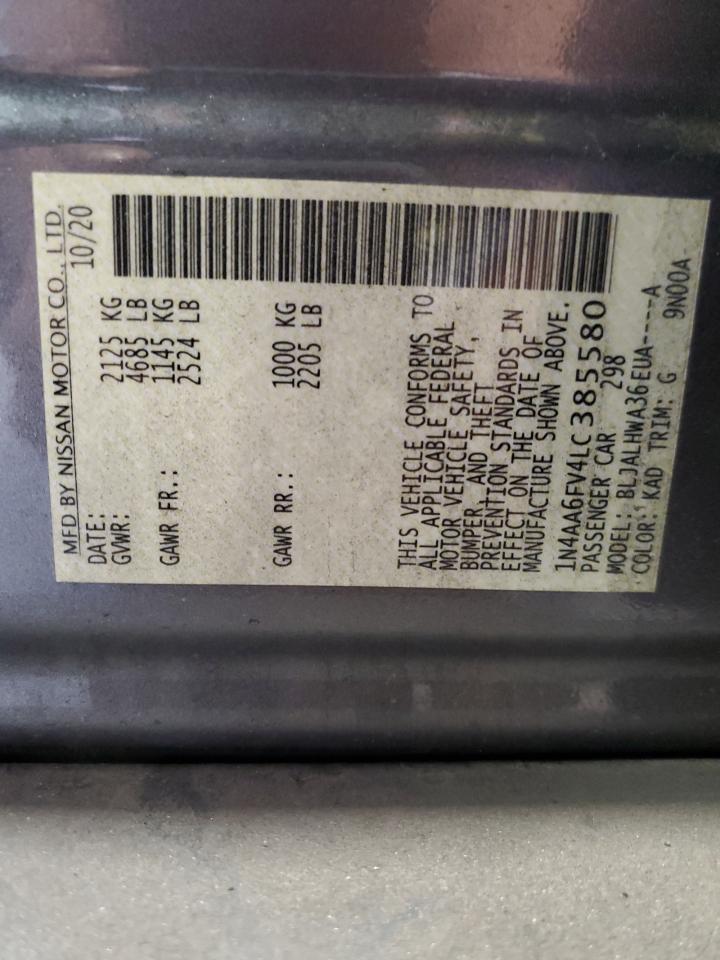 MFD BY NISSAN MOTOR CO., LTD.
DATE: 10/20
GVWR: 2125 KG
4685 LB
GAWR FR.: 1145 KG
2524 LB
GAWR RR.: 1000 KG
2205 LB
THIS VEHICLE CONFORMS TO
ALL APPLICABLE FEDERAL
MOTOR VEHICLE SAFETY,
BUMPER, AND THEFT
PREVENTION STANDARDS IN
EFFECT ON THE DATE OF
MANUFACTURE SHOWN ABOVE.
1N4AA6FV4LC385580
PASSENGER CAR 298
MODEL: BLJALHWA36EUA----A
COLOR: KAD TRIM: G 9N00A